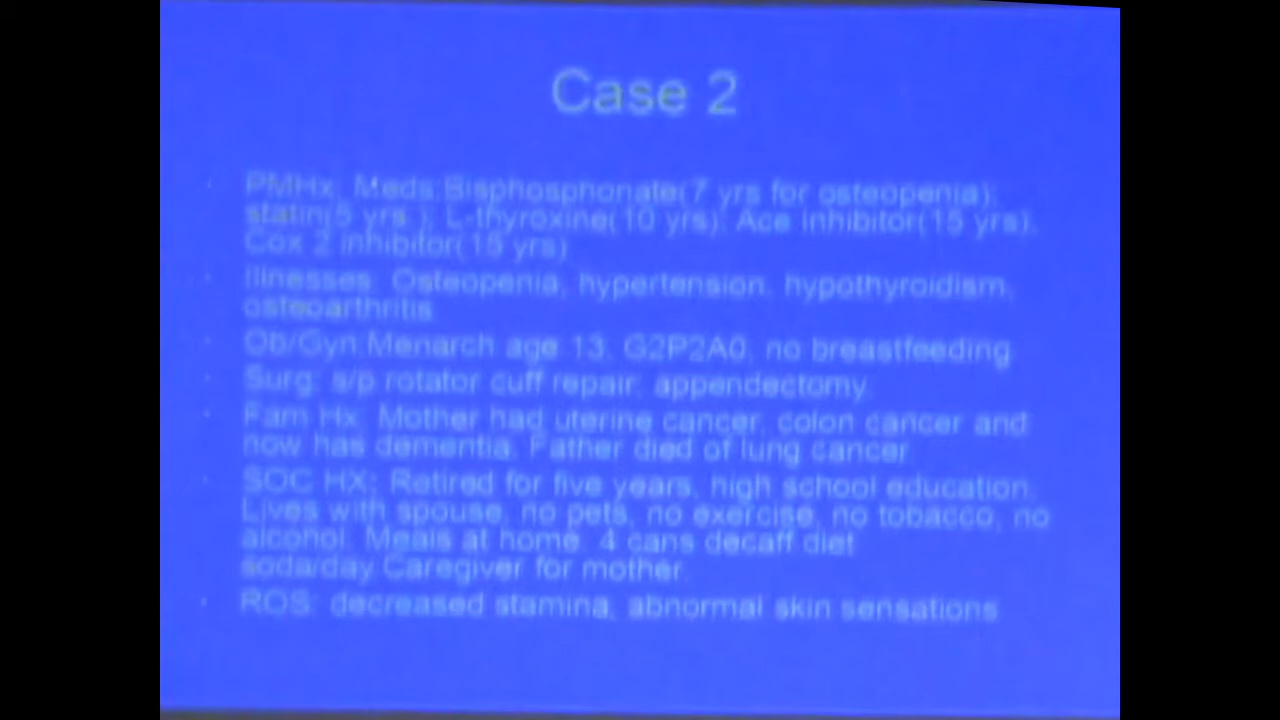 Case 2
PMHx: Meds:Bisphosphonate(7 yrs for osteopenia);
statin(5 yrs ); L-thyroxine(10 yrs); Ace inhibitor(15 yrs),
Cox 2 inhibitor(15 yrs)
Illnesses: Osteopenia, hypertension, hypothyroidism,
osteoarthritis
Ob/Gyn:Menarch age 13, G2P2A0, no breastfeeding
Surg: s/p rotator cuff repair, appendectomy,
Fam Hx: Mother had uterine cancer, colon cancer and
now has dementia. Father died of lung cancer
SOC HX: Retired for five years, high school education.
Lives with spouse, no pets, no exercise, no tobacco, no
alcohol. Meals at home. 4 cans decaff diet
soda/day.Caregiver for mother.
ROS: decreased stamina, abnormal skin sensations